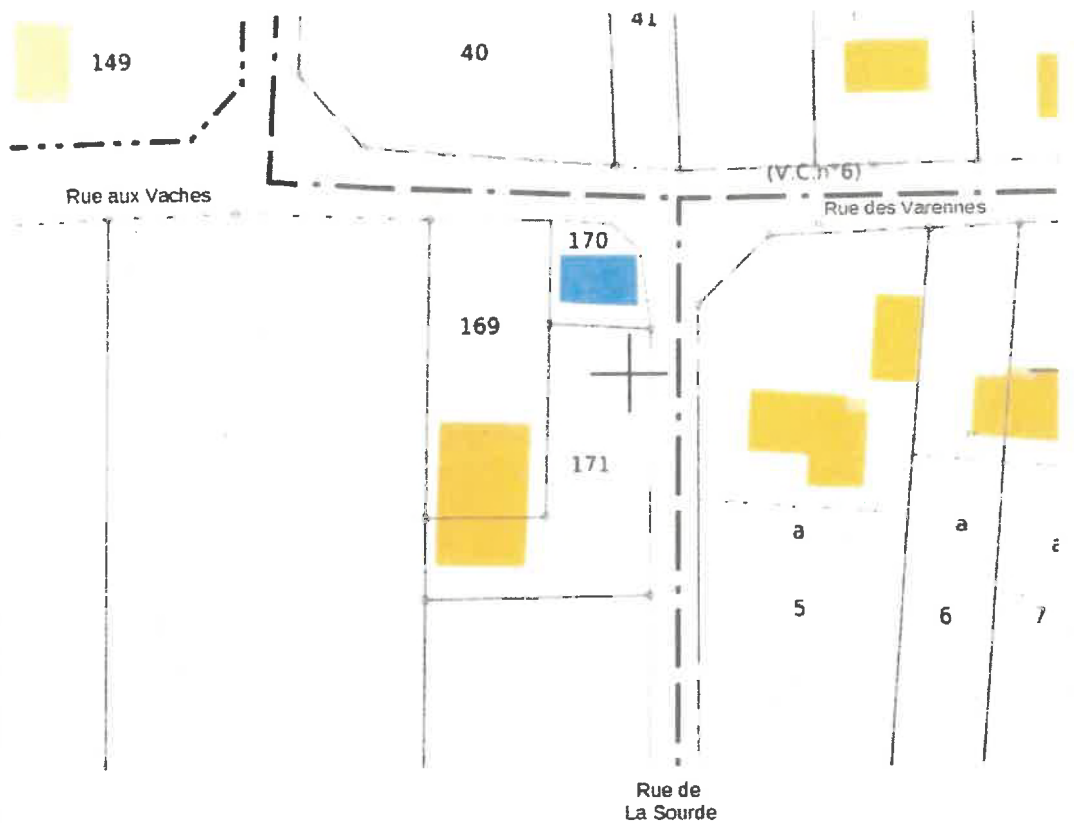 41
40
149
(V.C.n°6)
Rue aux Vaches
Rue des Varennes
170
169
171
a
a
5
6
7
Rue de
La Sourde